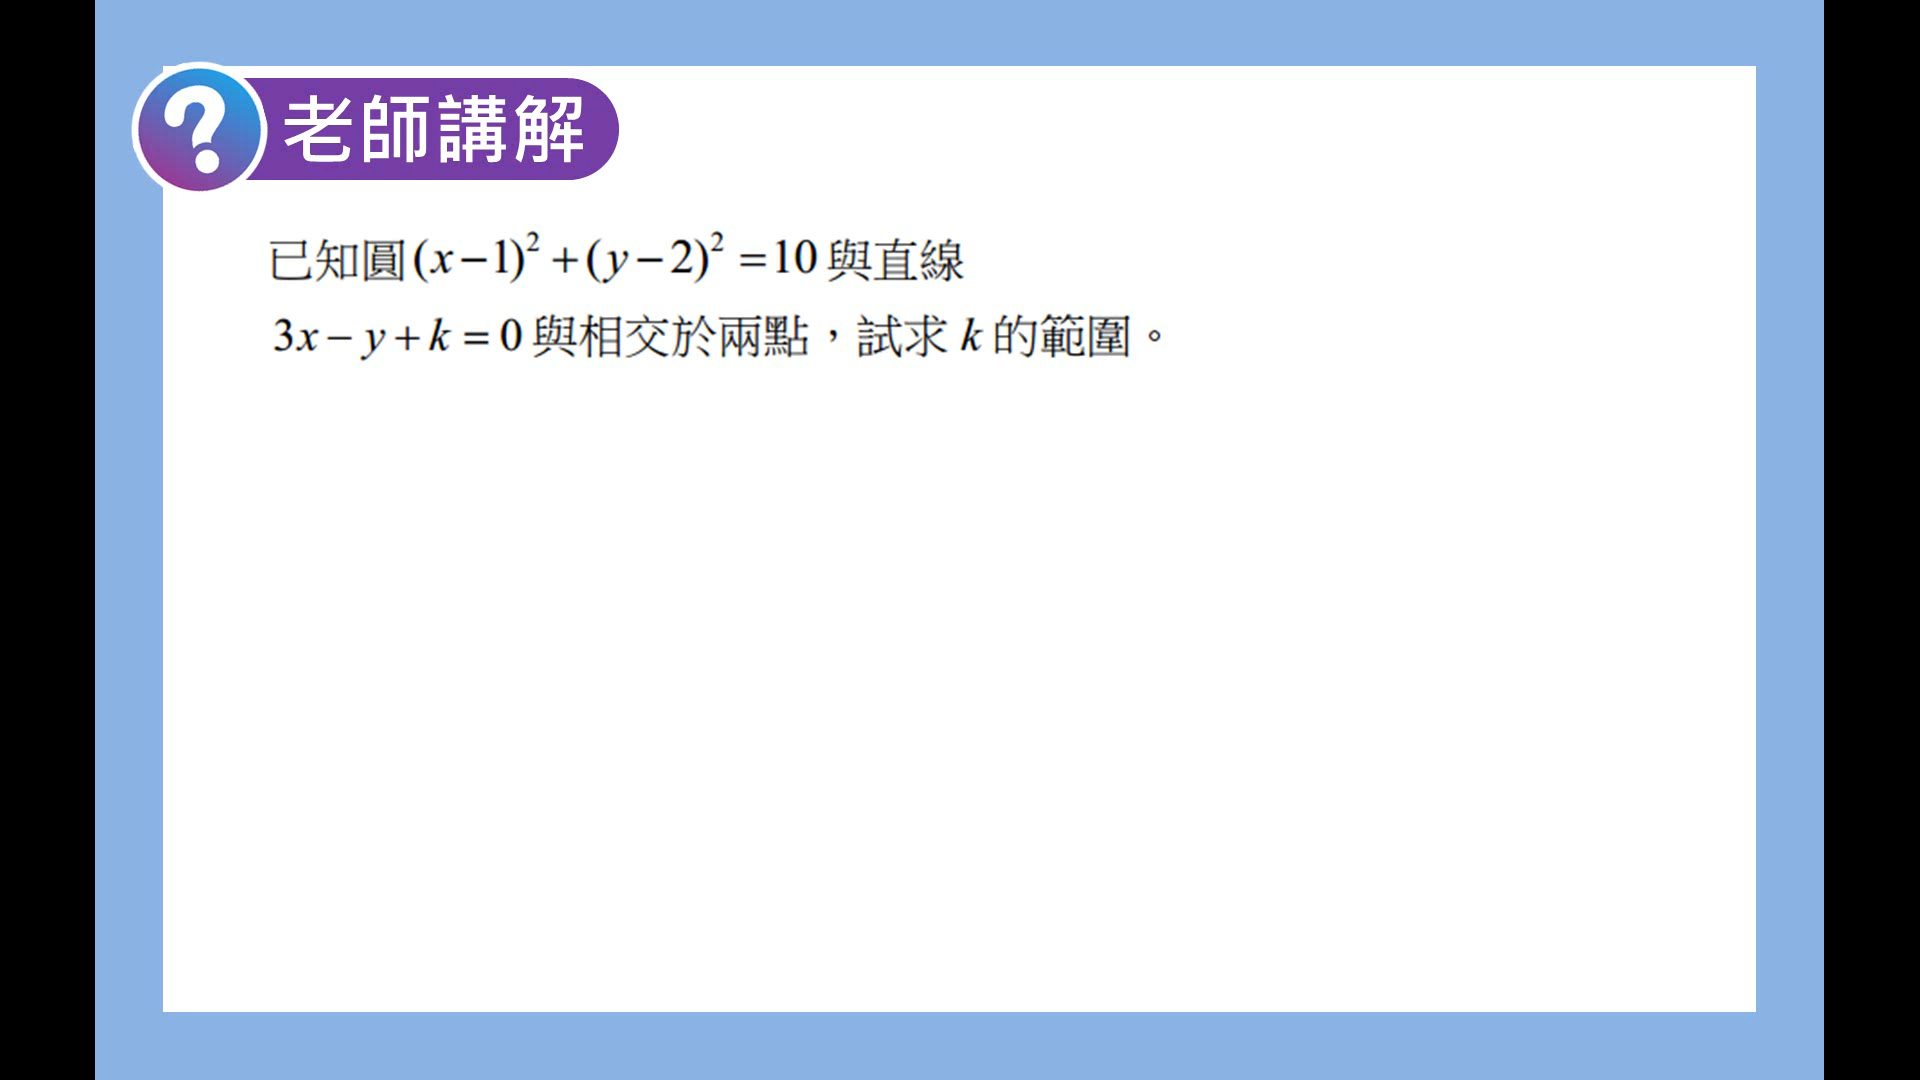 ?
老師講解
已知圓(x−1)²+(y−2)²=10與直線
3x−y+k=0與相交於兩點，試求 k 的範圍。